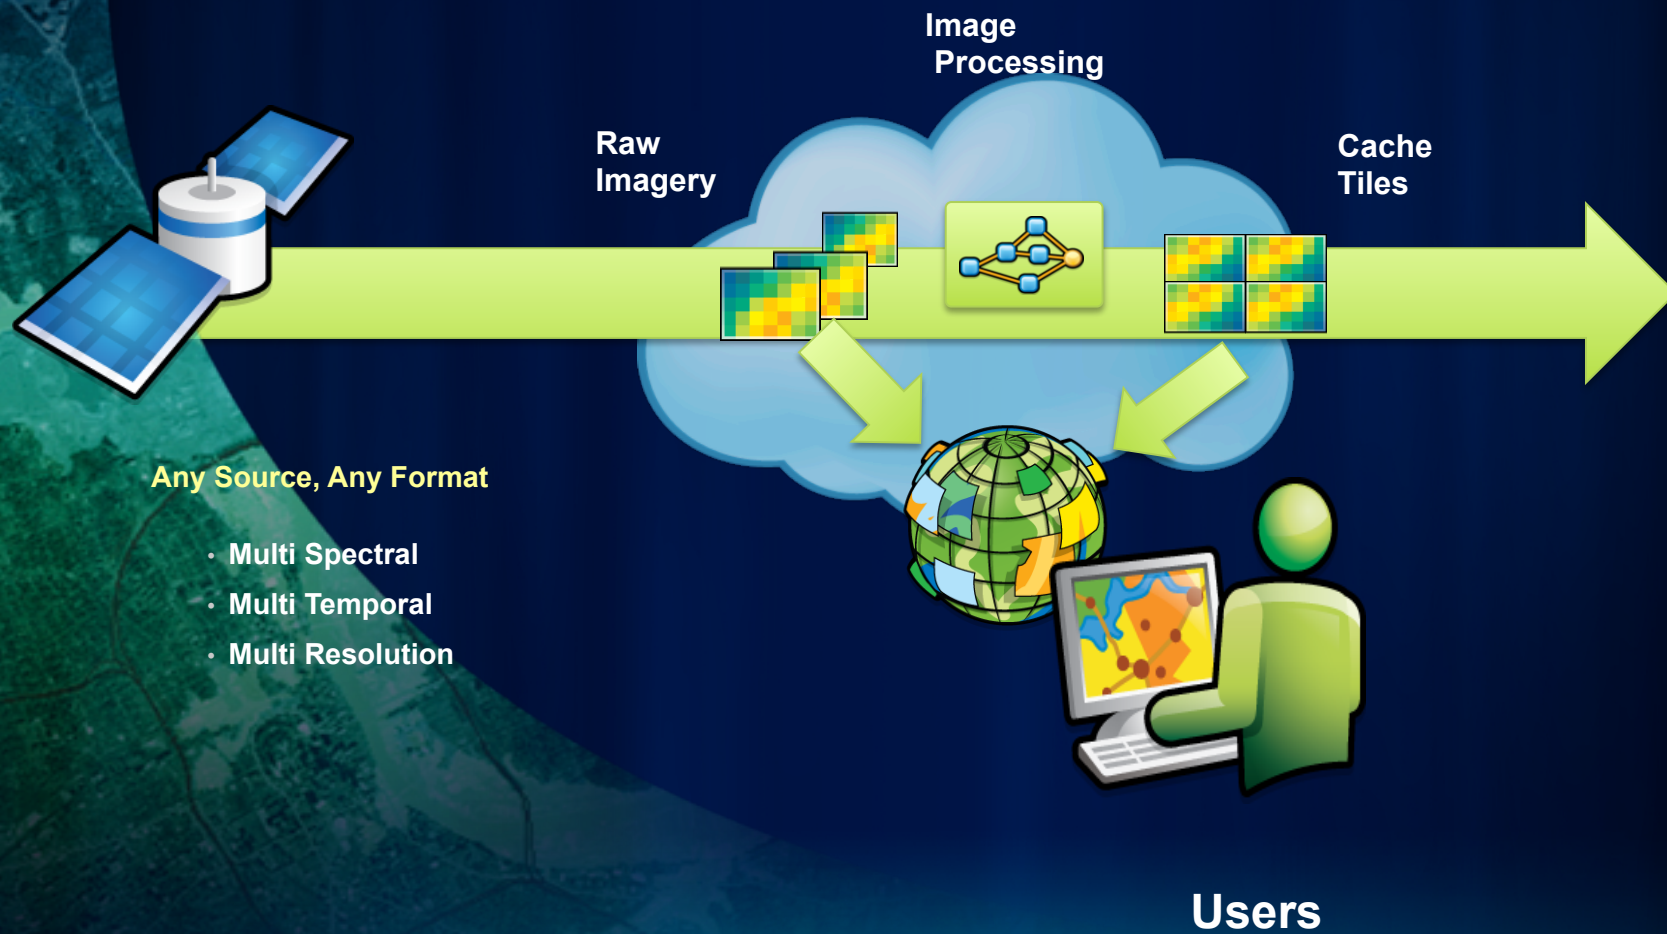 Image
Processing
Raw
Imagery
Cache
Tiles
Any Source, Any Format
• Multi Spectral
• Multi Temporal
• Multi Resolution
Users